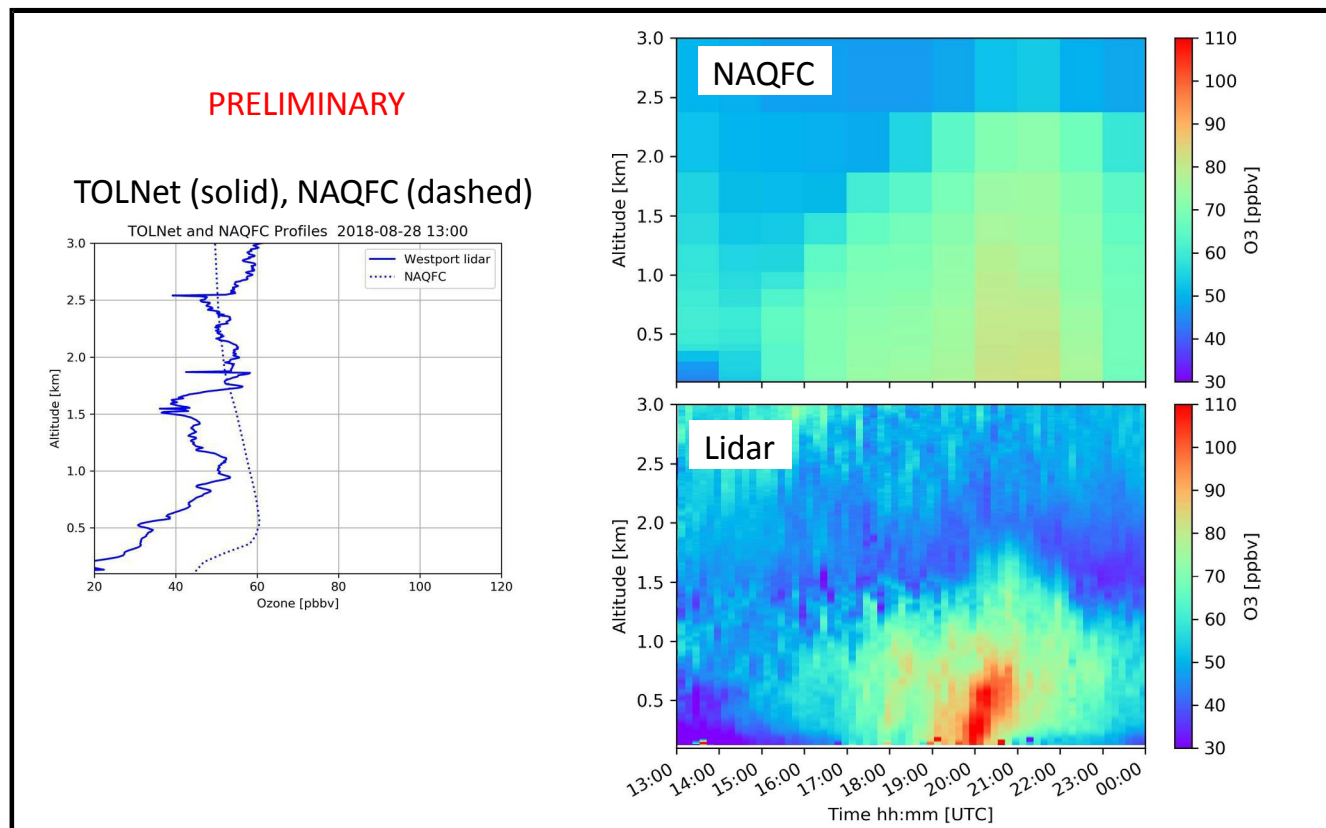 PRELIMINARY
TOLNet (solid), NAQFC (dashed)
TOLNet and NAQFC Profiles  2018-08-28 13:00
Westport lidar
NAQFC
3.0
2.5
2.0
1.5
1.0
0.5
Altitude [km]
20 40 60 80 100 120
Ozone [pbbv]
NAQFC
3.0
2.5
2.0
1.5
1.0
0.5
Altitude [km]
110
100
90
80
70
60
50
40
30
O3 [ppbv]
Lidar
3.0
2.5
2.0
1.5
1.0
0.5
Altitude [km]
13:00 14:00 15:00 16:00 17:00 18:00 19:00 20:00 21:00 22:00 23:00 00:00
Time hh:mm [UTC]
110
100
90
80
70
60
50
40
30
O3 [ppbv]